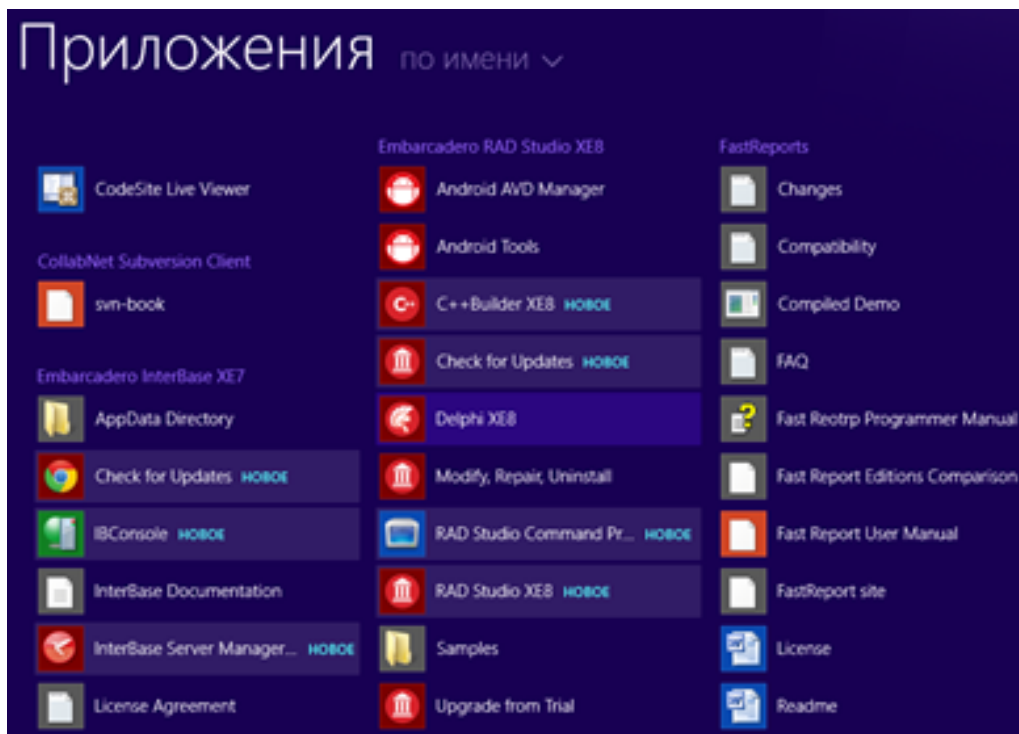 Приложения по имени
CodeSite Live Viewer
CollabNet Subversion Client
svn-book
Embarcadero InterBase XE7
AppData Directory
Check for Updates НОВОЕ
IBConsole НОВОЕ
InterBase Documentation
InterBase Server Manager... НОВОЕ
License Agreement
Embarcadero RAD Studio XE8
Android AVD Manager
Android Tools
C++Builder XE8 НОВОЕ
Check for Updates НОВОЕ
Delphi XE8
Modify, Repair, Uninstall
RAD Studio Command Pr... НОВОЕ
RAD Studio XE8 НОВОЕ
Samples
Upgrade from Trial
FastReports
Changes
Compatibility
Compiled Demo
FAQ
Fast Reotrp Programmer Manual
Fast Report Editions Comparison
Fast Report User Manual
FastReport site
License
Readme